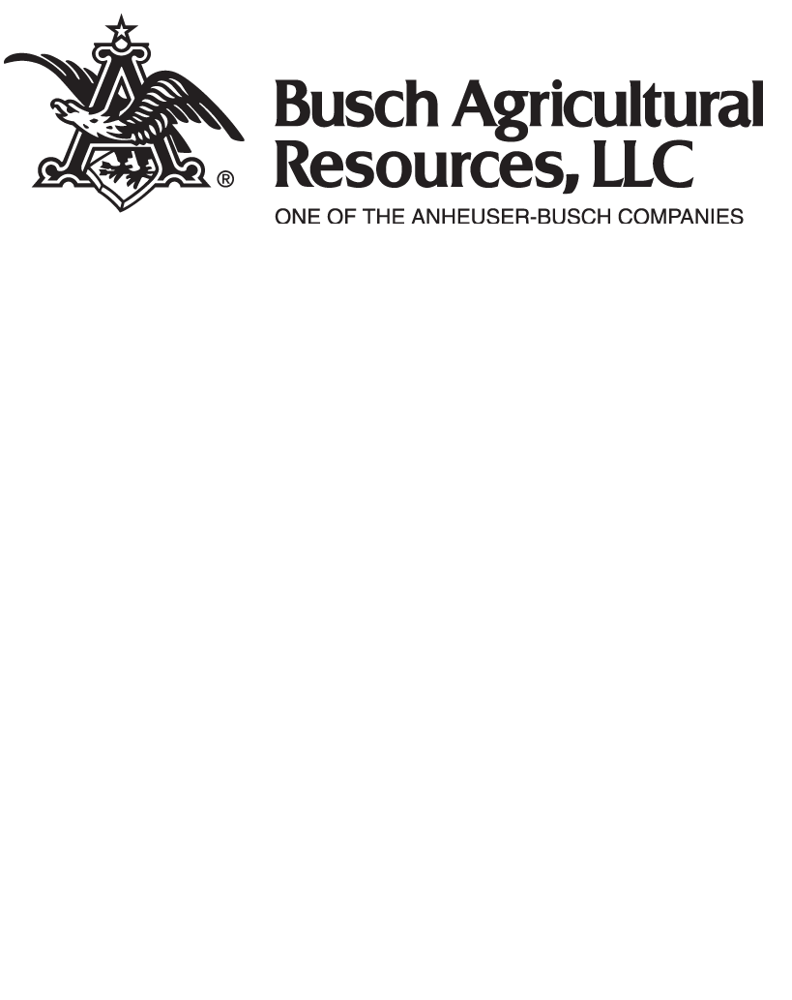 Busch Agricultural
Resources, LLC
®
ONE OF THE ANHEUSER-BUSCH COMPANIES